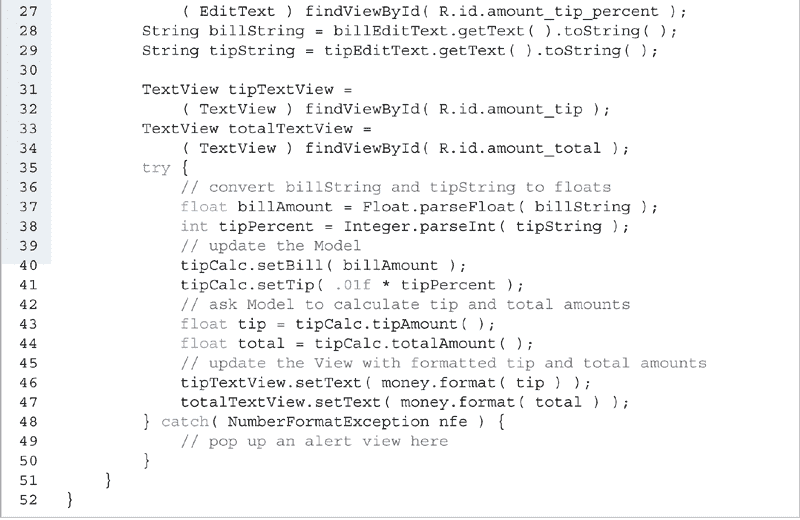 27            ( EditText ) findViewById( R.id.amount_tip_percent );
28        String billString = billEditText.getText( ).toString( );
29        String tipString = tipEditText.getText( ).toString( );
30
31        TextView tipTextView =
32            ( TextView ) findViewById( R.id.amount_tip );
33        TextView totalTextView =
34            ( TextView ) findViewById( R.id.amount_total );
35        try {
36            // convert billString and tipString to floats
37            float billAmount = Float.parseFloat( billString );
38            int tipPercent = Integer.parseInt( tipString );
39            // update the Model
40            tipCalc.setBill( billAmount );
41            tipCalc.setTip( .01f * tipPercent );
42            // ask Model to calculate tip and total amounts
43            float tip = tipCalc.tipAmount( );
44            float total = tipCalc.totalAmount( );
45            // update the View with formatted tip and total amounts
46            tipTextView.setText( money.format( tip ) );
47            totalTextView.setText( money.format( total ) );
48        } catch( NumberFormatException nfe ) {
49            // pop up an alert view here
50        }
51    }
52 }